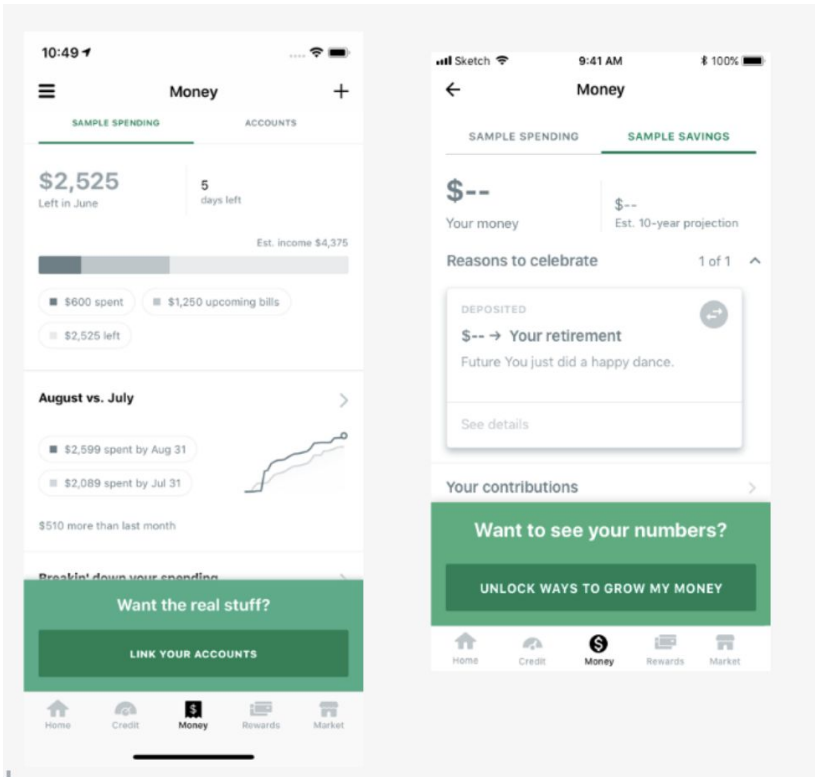 10:49
Money
SAMPLE SPENDING ACCOUNTS
$2,525
Left in June
5
days left
Est. income $4,375
$600 spent $1,250 upcoming bills
$2,525 left
August vs. July
$2,599 spent by Aug 31
$2,089 spent by Jul 31
$510 more than last month
Breakin' down your spending
Want the real stuff?
LINK YOUR ACCOUNTS
Home Credit Money Rewards Market
Sketch 9:41 AM 100%
Money
SAMPLE SPENDING SAMPLE SAVINGS
$--
Your money
$--
Est. 10-year projection
Reasons to celebrate 1 of 1
DEPOSITED
$-- → Your retirement
Future You just did a happy dance.
See details
Your contributions
Want to see your numbers?
UNLOCK WAYS TO GROW MY MONEY
Home Credit Money Rewards Market